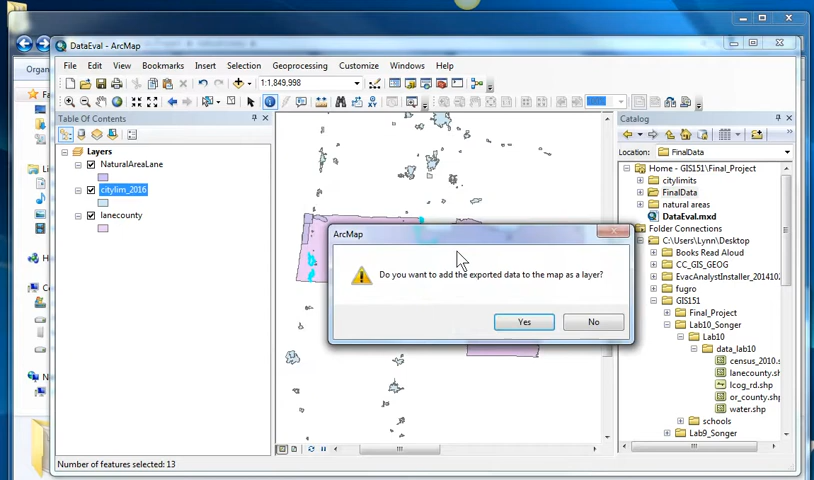 Organ
Fa
Li
H
N
DataEval - ArcMap
File Edit View Bookmarks Insert Selection Geoprocessing Customize Windows Help
1:1,849,998
Table Of Contents
Layers
NaturalAreaLane
citylim_2016
lanecounty
ArcMap
Do you want to add the exported data to the map as a layer?
Yes No
Catalog
Location: FinalData
Home - GIS151\Final_Project
citylimits
FinalData
natural areas
DataEval.mxd
Folder Connections
C:\Users\Lynn\Desktop
Books Read Aloud
CC_GIS_GEOG
EvacAnalystInstaller_201410
fugro
GIS151
Final_Project
Lab10_Songer
Lab10
data_lab10
census_2010.s
lanecounty.sh
lcog_rd.shp
or_county.shp
water.shp
schools
Lab9_Songer
Number of features selected: 13